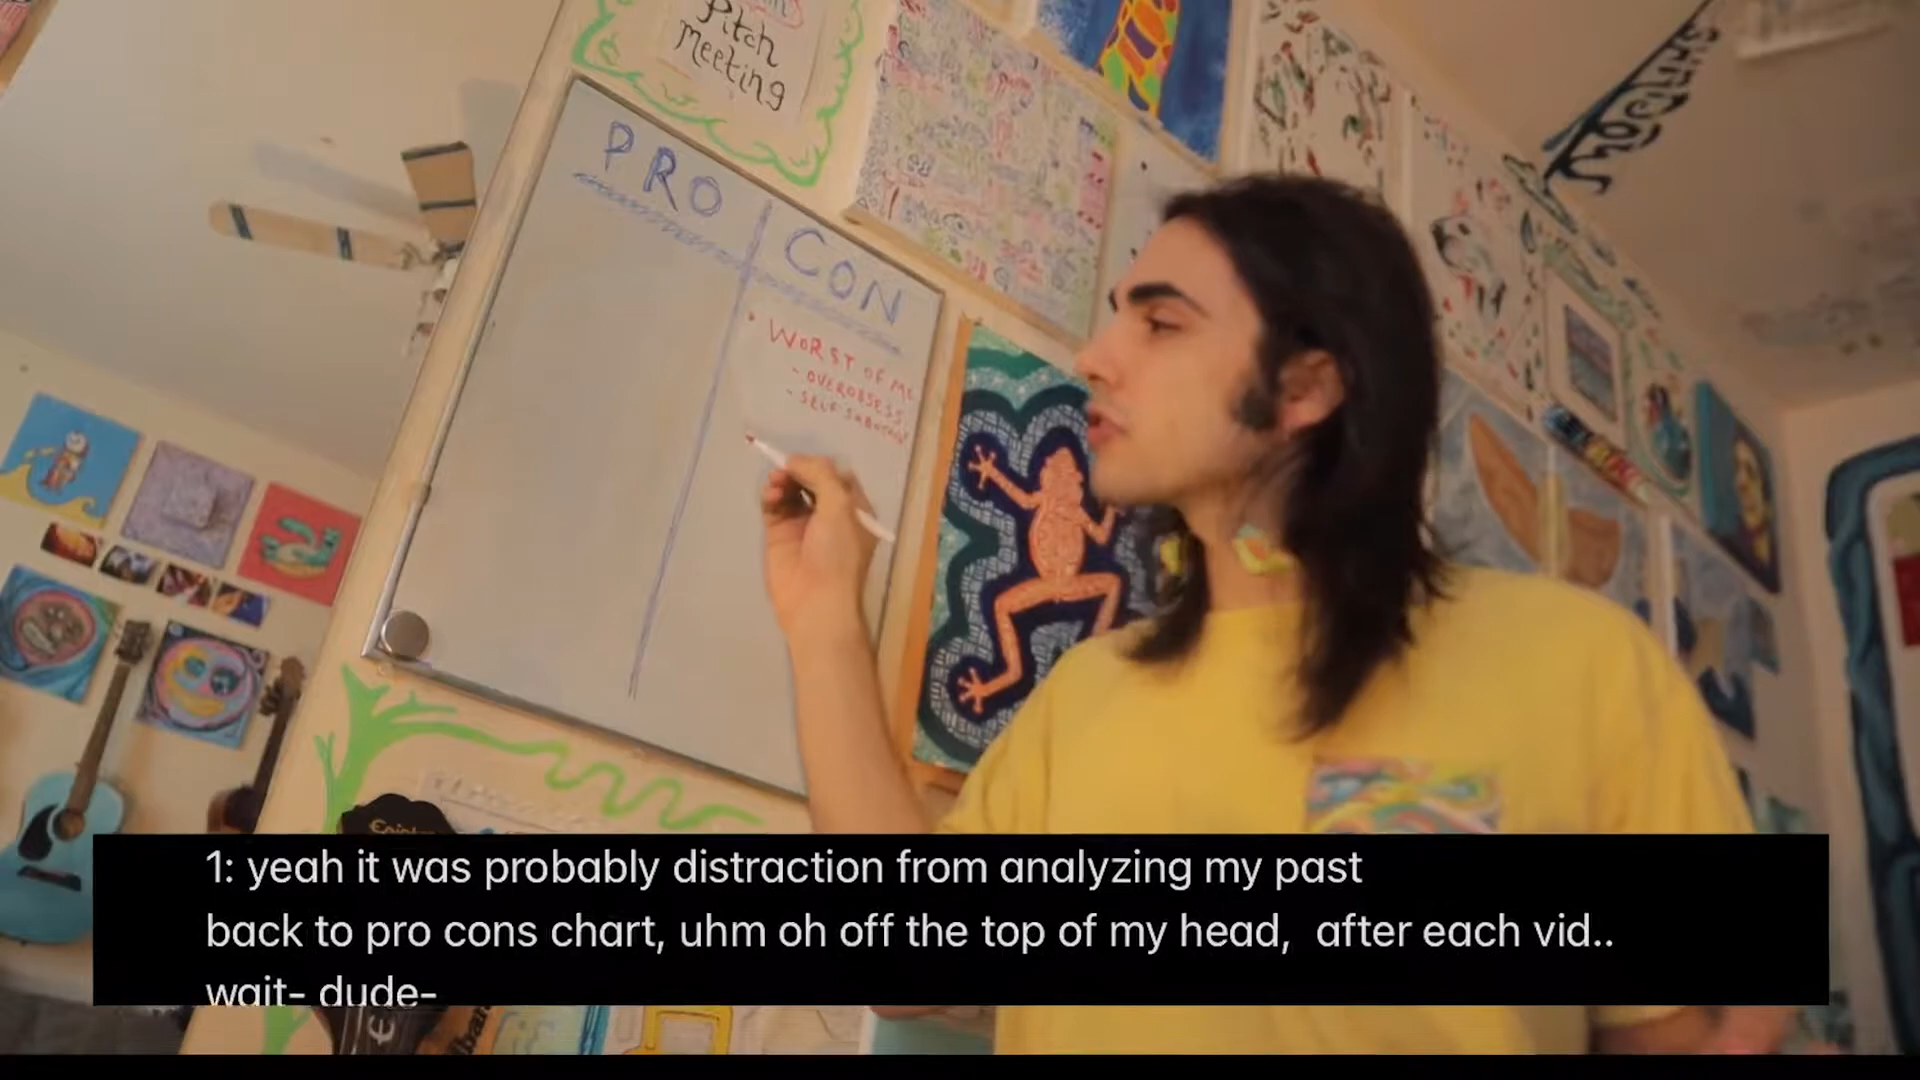 Pitch
Meeting
PRO
CON
• WORST OF ME
- OVEROBSESS
- SELF SABOTAGE
1: yeah it was probably distraction from analyzing my past
back to pro cons chart, uhm oh off the top of my head, after each vid..
wait- dude-